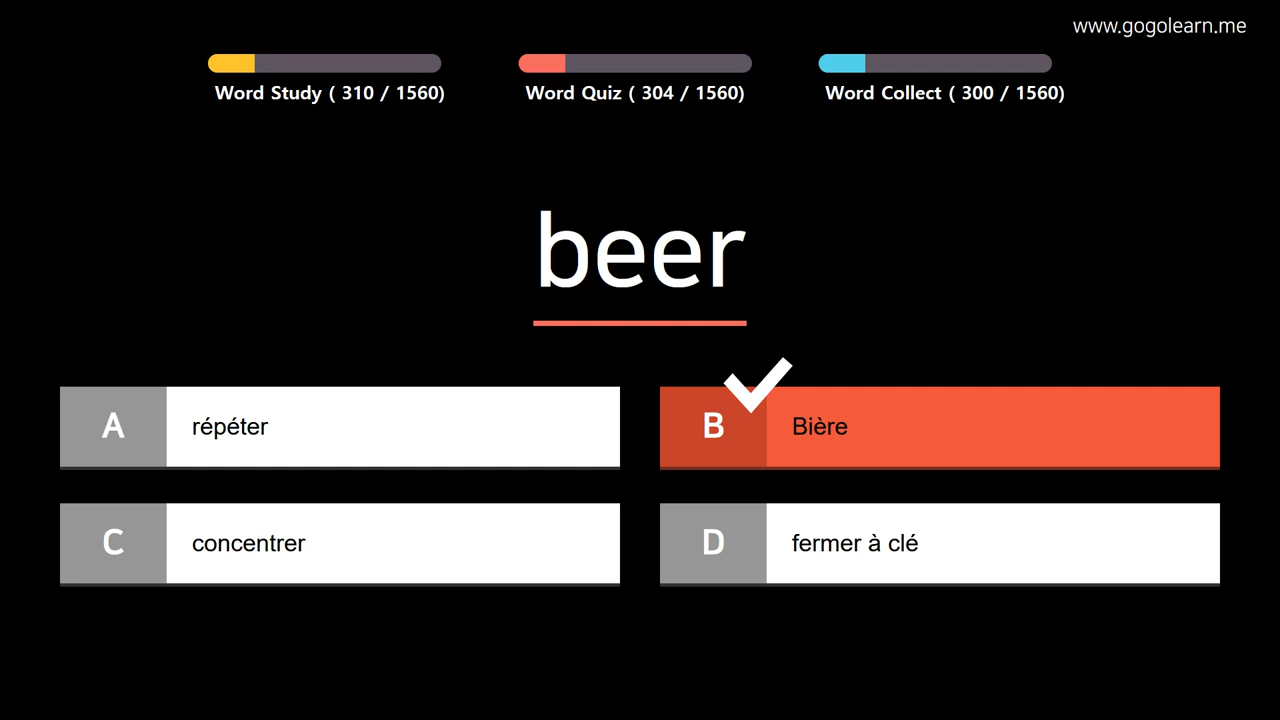 www.gogolearn.me
Word Study ( 310 / 1560)
Word Quiz ( 304 / 1560)
Word Collect ( 300 / 1560)
beer
A répéter
B Bière
C concentrer
D fermer à clé